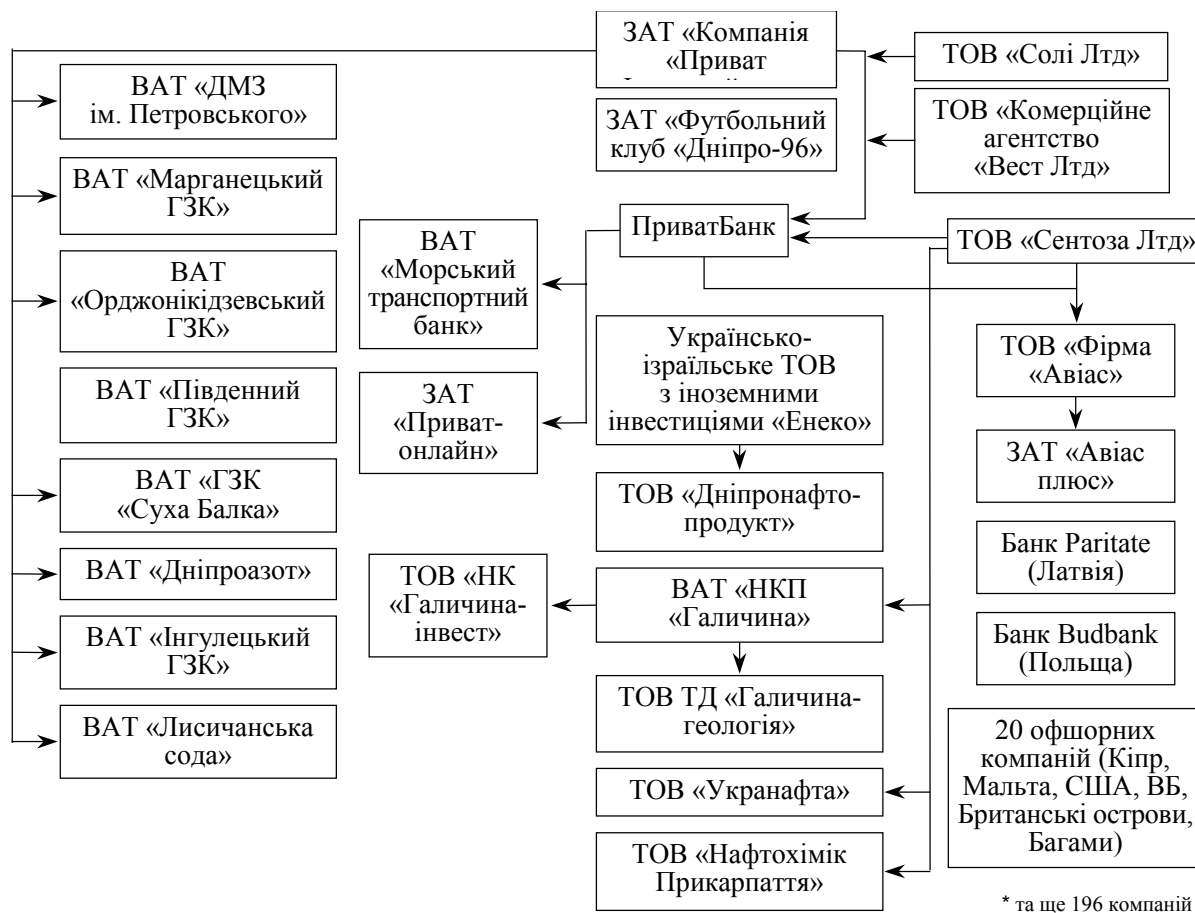 ЗАТ «Компанія
«Приват
ТОВ «Солі Лтд»
ВАТ «ДМЗ
ім. Петровського»
ЗАТ «Футбольний
клуб «Дніпро-96»
ТОВ «Комерційне
агентство
«Вест Лтд»
ВАТ «Марганецький
ГЗК»
ПриватБанк
ТОВ «Сентоза Лтд»
ВАТ
«Морський
транспортний
банк»
ВАТ
«Орджонікідзевський
ГЗК»
Українсько-
ізраїльське ТОВ
з іноземними
інвестиціями «Енеко»
ТОВ «Фірма
«Авіас»
ВАТ «Південний
ГЗК»
ЗАТ
«Приват-
онлайн»
ЗАТ «Авіас
плюс»
ВАТ «ГЗК
«Суха Балка»
ТОВ «Дніпронафто-
продукт»
Банк Paritate
(Латвія)
ВАТ «Дніпроазот»
ТОВ «НК
«Галичина-
інвест»
ВАТ «НКП
«Галичина»
Банк Budbank
(Польща)
ВАТ «Інгулецький
ГЗК»
ТОВ ТД «Галичина-
геологія»
ВАТ «Лисичанська
сода»
20 офшорних
компаній (Кіпр,
Мальта, США, ВБ,
Британські острови,
Багами)
ТОВ «Укранафта»
ТОВ «Нафтохімік
Прикарпаття»
* та ще 196 компаній